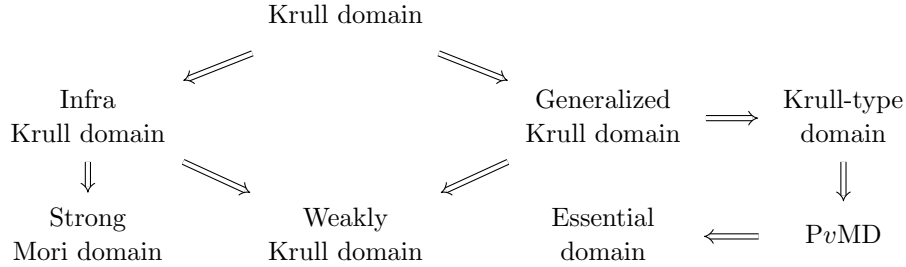 Krull domain
Infra
Krull domain
Generalized
Krull domain
Krull-type
domain
Strong
Mori domain
Weakly
Krull domain
Essential
domain
PvMD